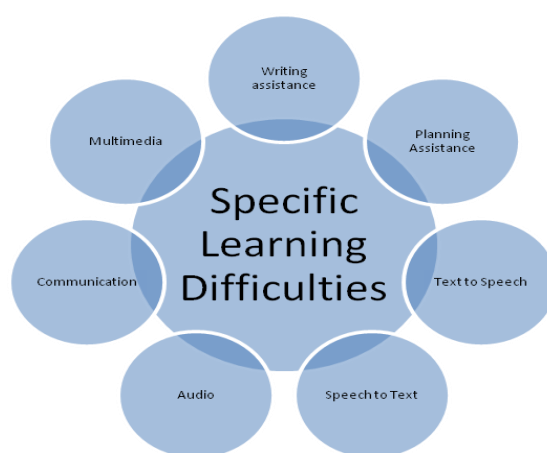 Writing
assistance
Multimedia
Planning
Assistance
Specific
Learning
Difficulties
Communication
Text to Speech
Audio
Speech to Text